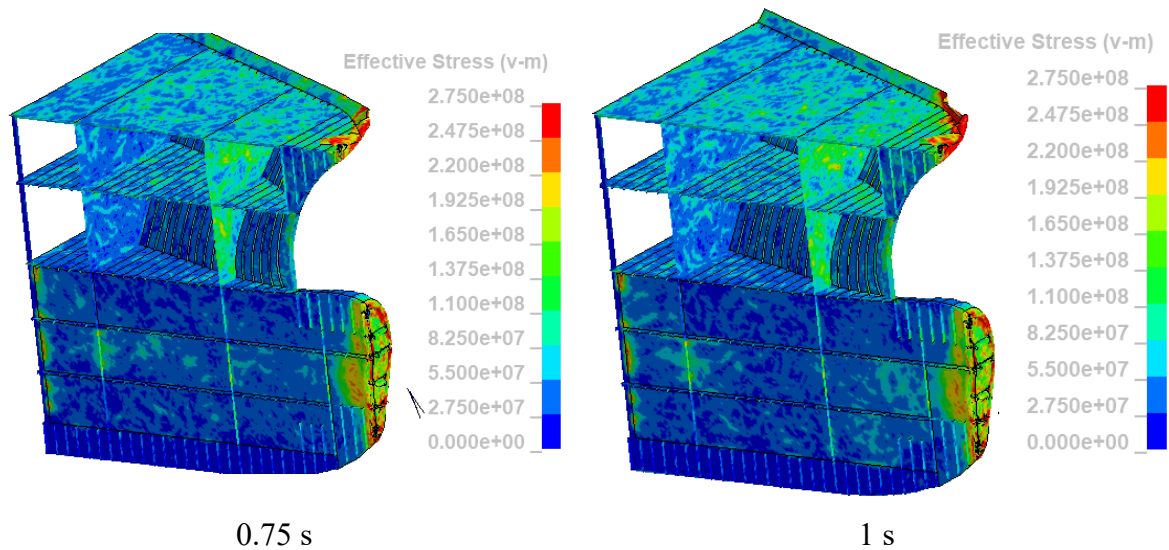 Effective Stress (v-m)
2.750e+08
2.475e+08
2.200e+08
1.925e+08
1.650e+08
1.375e+08
1.100e+08
8.250e+07
5.500e+07
2.750e+07
0.000e+00
0.75 s
Effective Stress (v-m)
2.750e+08
2.475e+08
2.200e+08
1.925e+08
1.650e+08
1.375e+08
1.100e+08
8.250e+07
5.500e+07
2.750e+07
0.000e+00
1 s